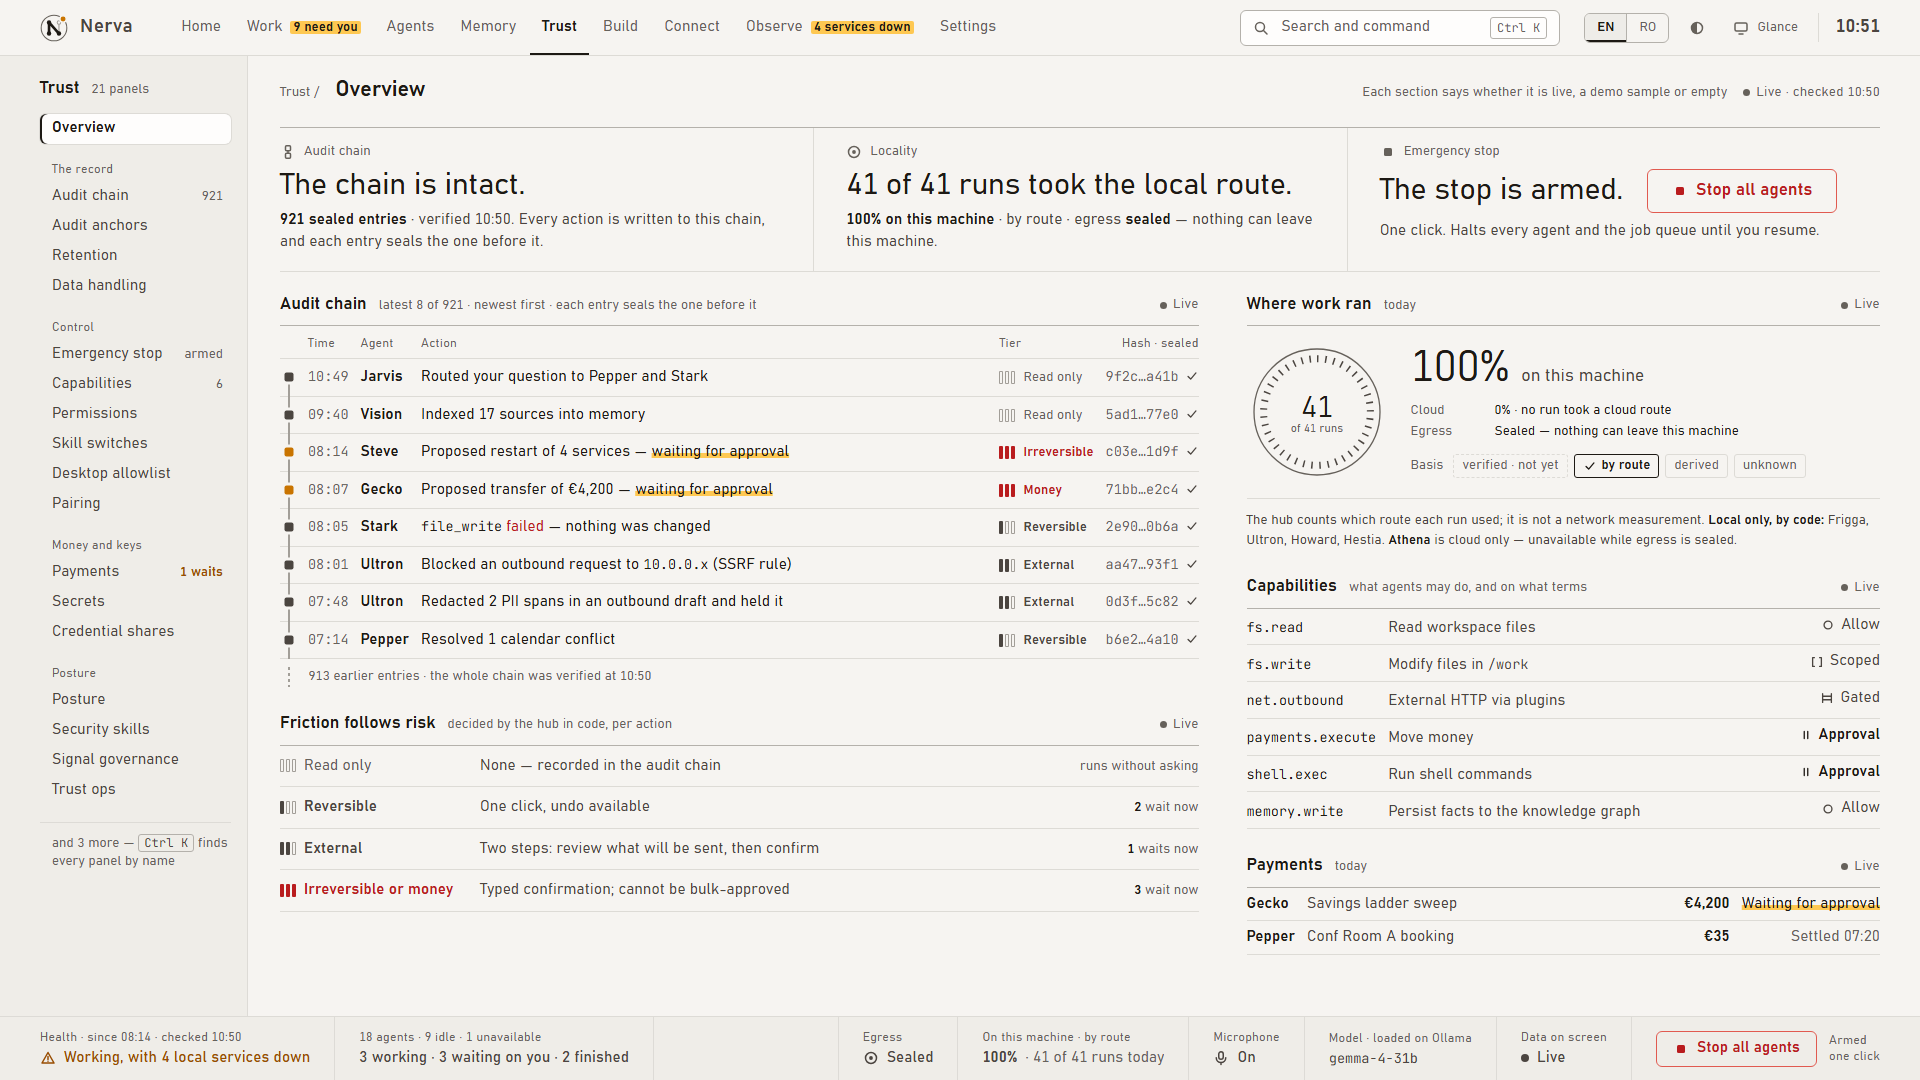 Nerva
Home
Work 9 need you
Agents
Memory
Trust
Build
Connect
Observe 4 services down
Settings
Search and command Ctrl K
EN RO
Glance
10:51
Trust 21 panels
Overview
The record
Audit chain 921
Audit anchors
Retention
Data handling
Control
Emergency stop armed
Capabilities 6
Permissions
Skill switches
Desktop allowlist
Pairing
Money and keys
Payments 1 waits
Secrets
Credential shares
Posture
Posture
Security skills
Signal governance
Trust ops
and 3 more — Ctrl K finds
every panel by name
Trust / Overview
Each section says whether it is live, a demo sample or empty
Live · checked 10:50
Audit chain
The chain is intact.
921 sealed entries · verified 10:50. Every action is written to this chain,
and each entry seals the one before it.
Locality
41 of 41 runs took the local route.
100% on this machine · by route · egress sealed — nothing can leave
this machine.
Emergency stop
The stop is armed.
Stop all agents
One click. Halts every agent and the job queue until you resume.
Audit chain latest 8 of 921 · newest first · each entry seals the one before it Live
Time Agent Action Tier Hash · sealed
10:49 Jarvis Routed your question to Pepper and Stark Read only 9f2c…a41b
09:40 Vision Indexed 17 sources into memory Read only 5ad1…77e0
08:14 Steve Proposed restart of 4 services — waiting for approval Irreversible c03e…1d9f
08:07 Gecko Proposed transfer of €4,200 — waiting for approval Money 71bb…e2c4
08:05 Stark file_write failed — nothing was changed Reversible 2e90…0b6a
08:01 Ultron Blocked an outbound request to 10.0.0.x (SSRF rule) External aa47…93f1
07:48 Ultron Redacted 2 PII spans in an outbound draft and held it External 0d3f…5c82
07:14 Pepper Resolved 1 calendar conflict Reversible b6e2…4a10
913 earlier entries · the whole chain was verified at 10:50
Friction follows risk decided by the hub in code, per action Live
Read only None — recorded in the audit chain runs without asking
Reversible One click, undo available 2 wait now
External Two steps: review what will be sent, then confirm 1 waits now
Irreversible or money Typed confirmation; cannot be bulk-approved 3 wait now
Where work ran today Live
41
of 41 runs
100% on this machine
Cloud 0% · no run took a cloud route
Egress Sealed — nothing can leave this machine
Basis verified · not yet by route derived unknown
The hub counts which route each run used; it is not a network measurement. Local only, by code: Frigga,
Ultron, Howard, Hestia. Athena is cloud only — unavailable while egress is sealed.
Capabilities what agents may do, and on what terms Live
fs.read Read workspace files Allow
fs.write Modify files in /work Scoped
net.outbound External HTTP via plugins Gated
payments.execute Move money Approval
shell.exec Run shell commands Approval
memory.write Persist facts to the knowledge graph Allow
Payments today Live
Gecko Savings ladder sweep €4,200 Waiting for approval
Pepper Conf Room A booking €35 Settled 07:20
Health · since 08:14 · checked 10:50
Working, with 4 local services down
18 agents · 9 idle · 1 unavailable
3 working · 3 waiting on you · 2 finished
Egress
Sealed
On this machine · by route
100% · 41 of 41 runs today
Microphone
On
Model · loaded on Ollama
gemma-4-31b
Data on screen
Live
Stop all agents
Armed
one click